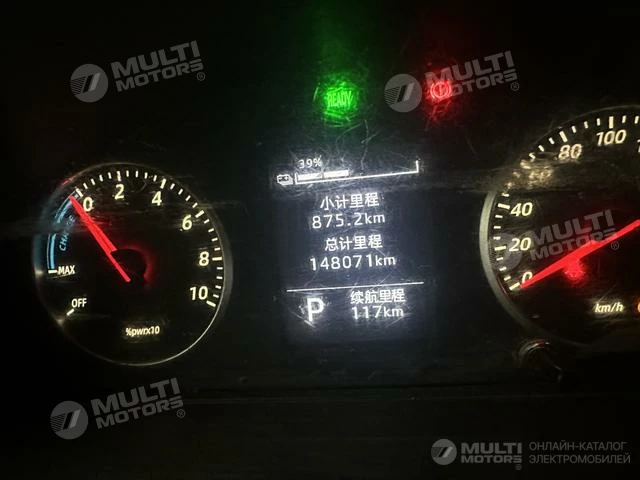 MULTI
MOTORS®
MULTI
MOTORS®
READY
39%
小计里程
875.2km
总计里程
148071km
P
续航里程
117km
0 2 4 6 8 10
CHARGE
MAX
OFF
%pwrx10
0 20 40 80 100
km/h
MULTI
MOTORS®
MULTI
MOTORS®
MULTI
MOTORS®
ОНЛАЙН-КАТАЛОГ
ЭЛЕКТРОМОБИЛЕЙ